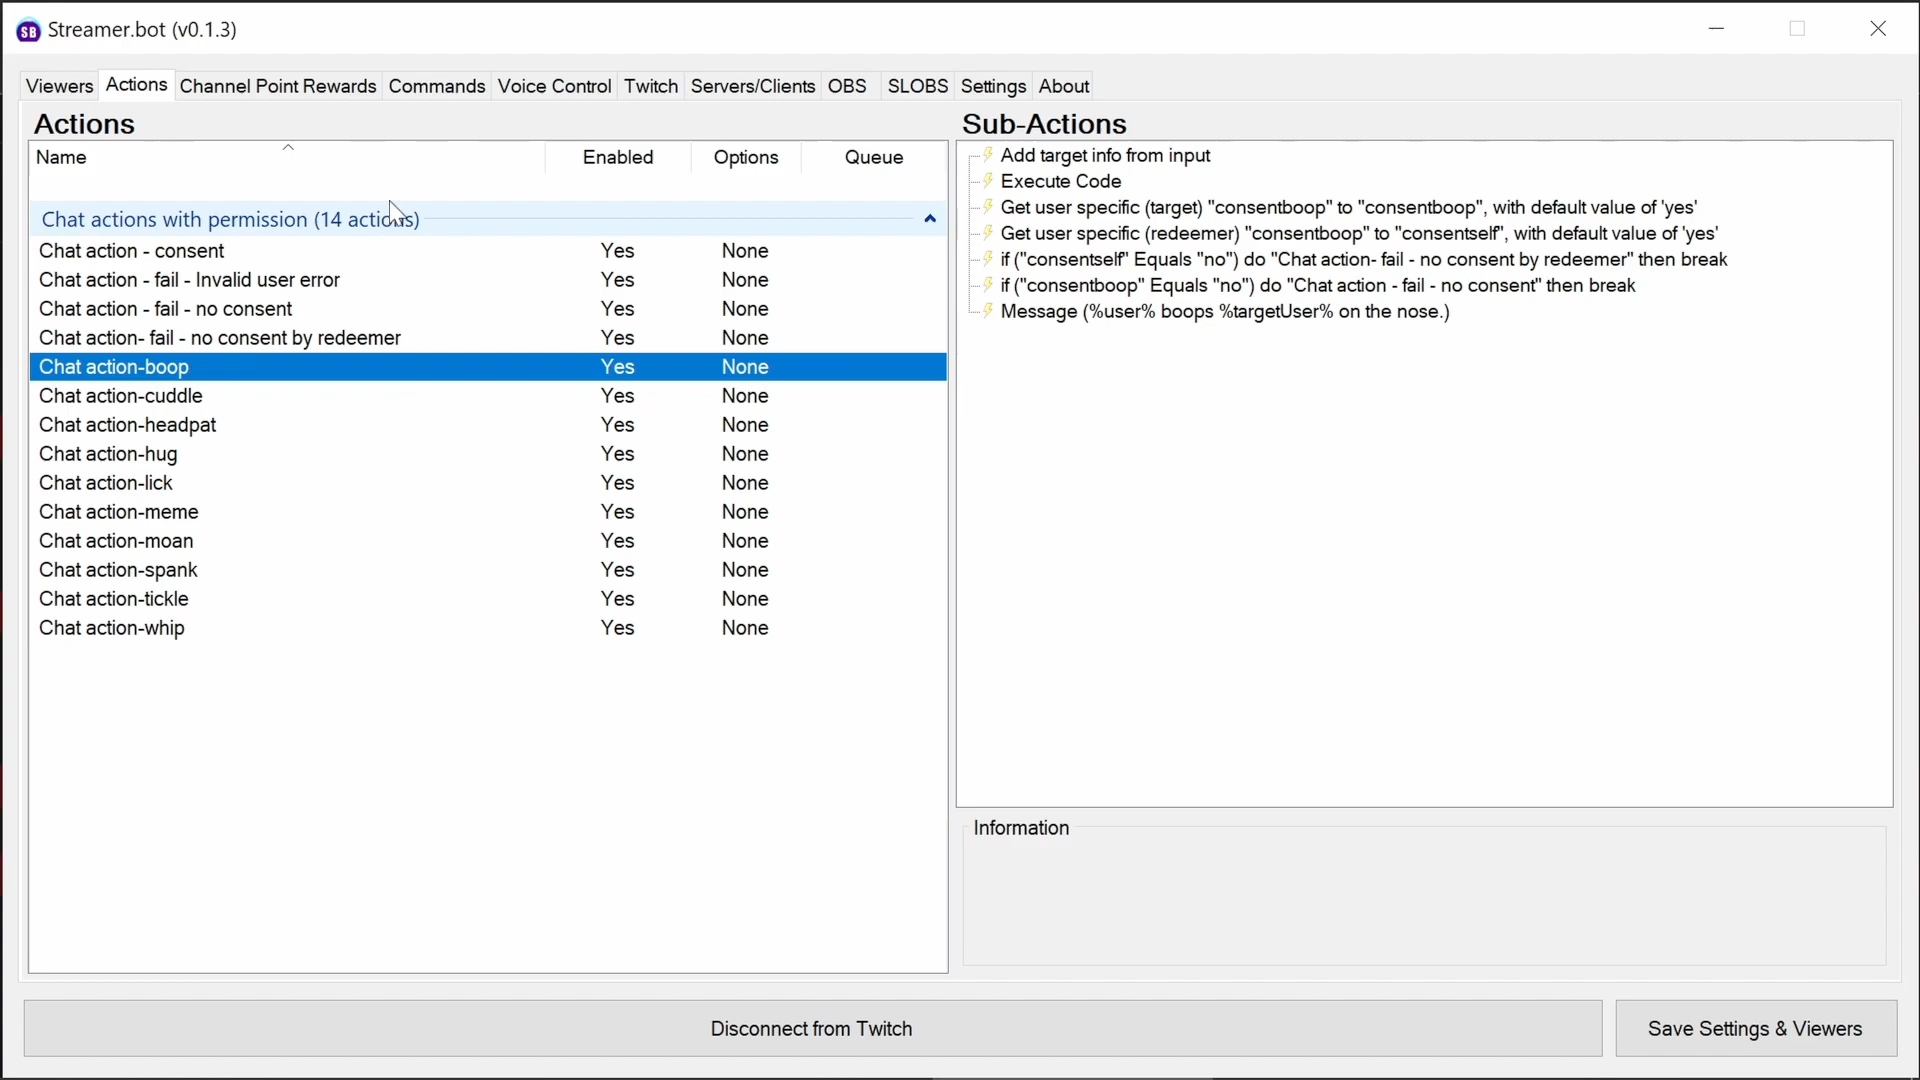 SB Streamer.bot (v0.1.3)
Viewers Actions Channel Point Rewards Commands Voice Control Twitch Servers/Clients OBS SLOBS Settings About
Actions
Name Enabled Options Queue
Chat actions with permission (14 actions)
Chat action - consent Yes None
Chat action - fail - Invalid user error Yes None
Chat action - fail - no consent Yes None
Chat action- fail - no consent by redeemer Yes None
Chat action-boop Yes None
Chat action-cuddle Yes None
Chat action-headpat Yes None
Chat action-hug Yes None
Chat action-lick Yes None
Chat action-meme Yes None
Chat action-moan Yes None
Chat action-spank Yes None
Chat action-tickle Yes None
Chat action-whip Yes None
Sub-Actions
Add target info from input
Execute Code
Get user specific (target) "consentboop" to "consentboop", with default value of 'yes'
Get user specific (redeemer) "consentboop" to "consentself", with default value of 'yes'
if ("consentself" Equals "no") do "Chat action- fail - no consent by redeemer" then break
if ("consentboop" Equals "no") do "Chat action - fail - no consent" then break
Message (%user% boops %targetUser% on the nose.)
Information
Disconnect from Twitch
Save Settings & Viewers